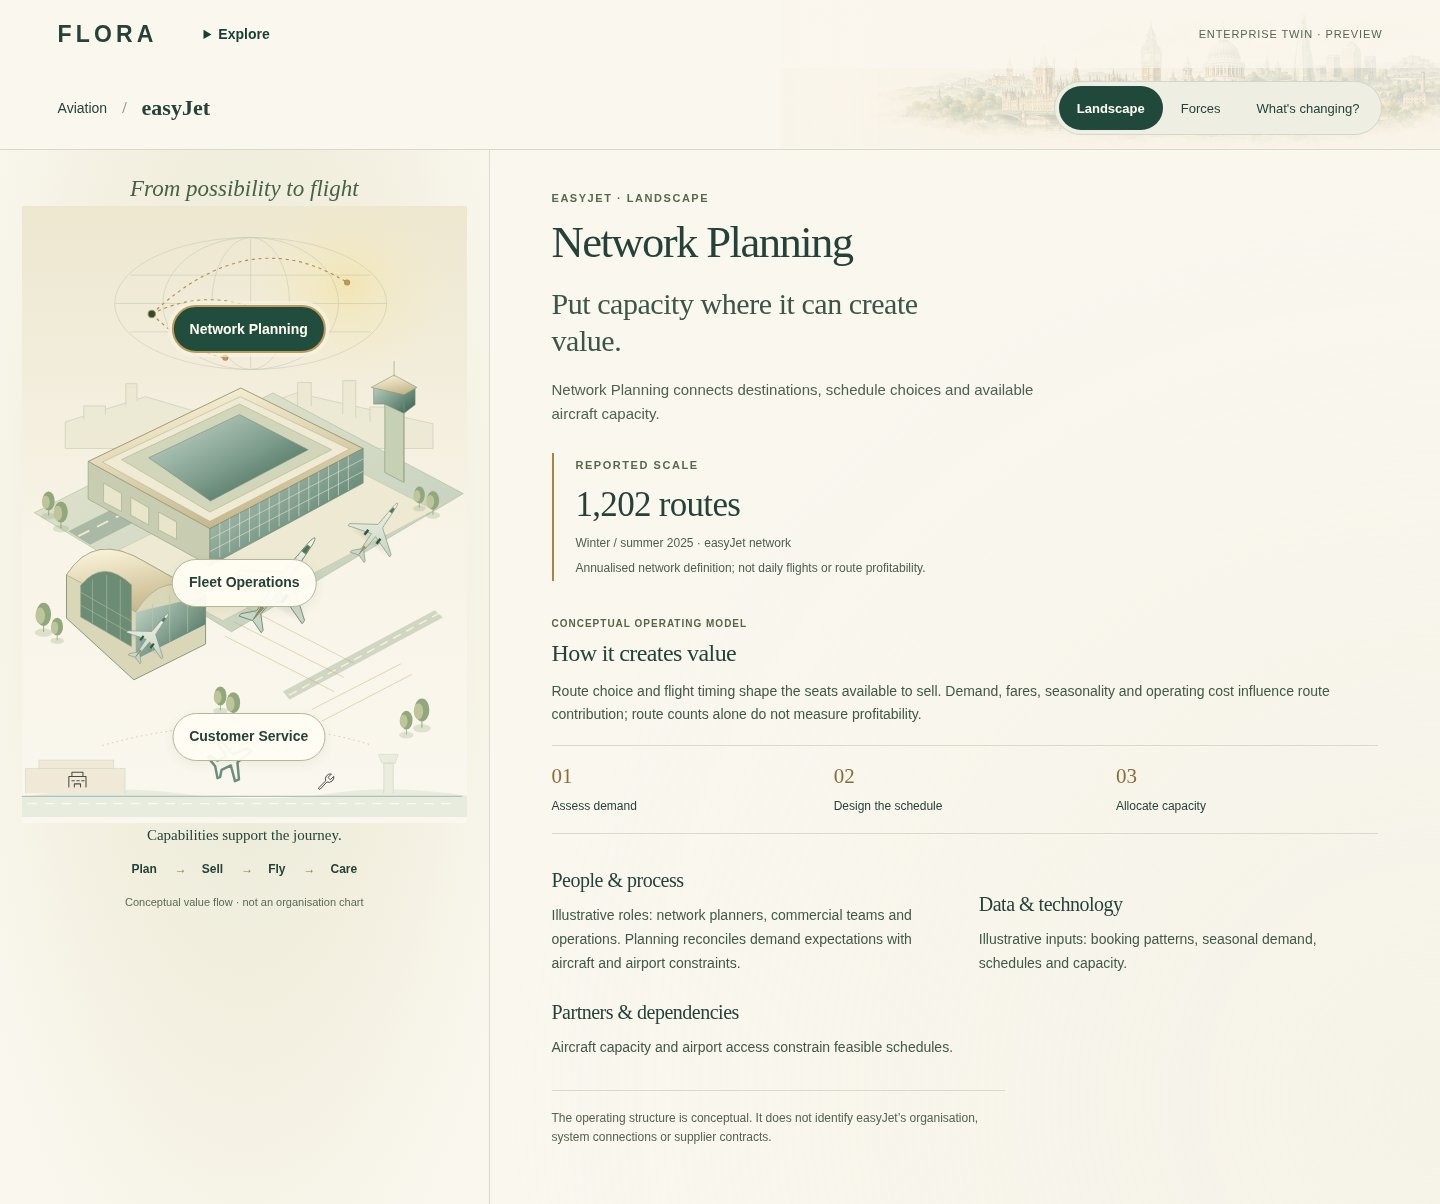 FLORA
▶ Explore
ENTERPRISE TWIN · PREVIEW
Aviation / easyJet
Landscape
Forces
What's changing?
From possibility to flight
Network Planning
Fleet Operations
Customer Service
Capabilities support the journey.
Plan → Sell → Fly → Care
Conceptual value flow · not an organisation chart
EASYJET · LANDSCAPE
Network Planning
Put capacity where it can create
value.
Network Planning connects destinations, schedule choices and available
aircraft capacity.
REPORTED SCALE
1,202 routes
Winter / summer 2025 · easyJet network
Annualised network definition; not daily flights or route profitability.
CONCEPTUAL OPERATING MODEL
How it creates value
Route choice and flight timing shape the seats available to sell. Demand, fares, seasonality and operating cost influence route
contribution; route counts alone do not measure profitability.
01
Assess demand
02
Design the schedule
03
Allocate capacity
People & process
Illustrative roles: network planners, commercial teams and
operations. Planning reconciles demand expectations with
aircraft and airport constraints.
Data & technology
Illustrative inputs: booking patterns, seasonal demand,
schedules and capacity.
Partners & dependencies
Aircraft capacity and airport access constrain feasible schedules.
The operating structure is conceptual. It does not identify easyJet's organisation,
system connections or supplier contracts.